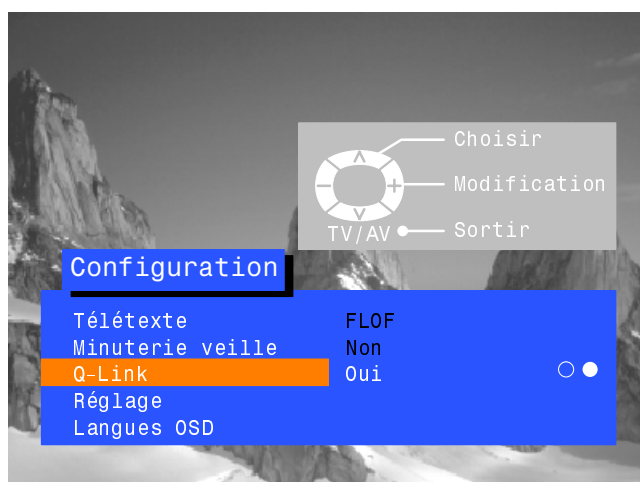 Choisir
Modification
TV/AV
Sortir
Configuration
Télétexte FLOF
Minuterie veille Non
Q-Link Oui
Réglage
Langues OSD